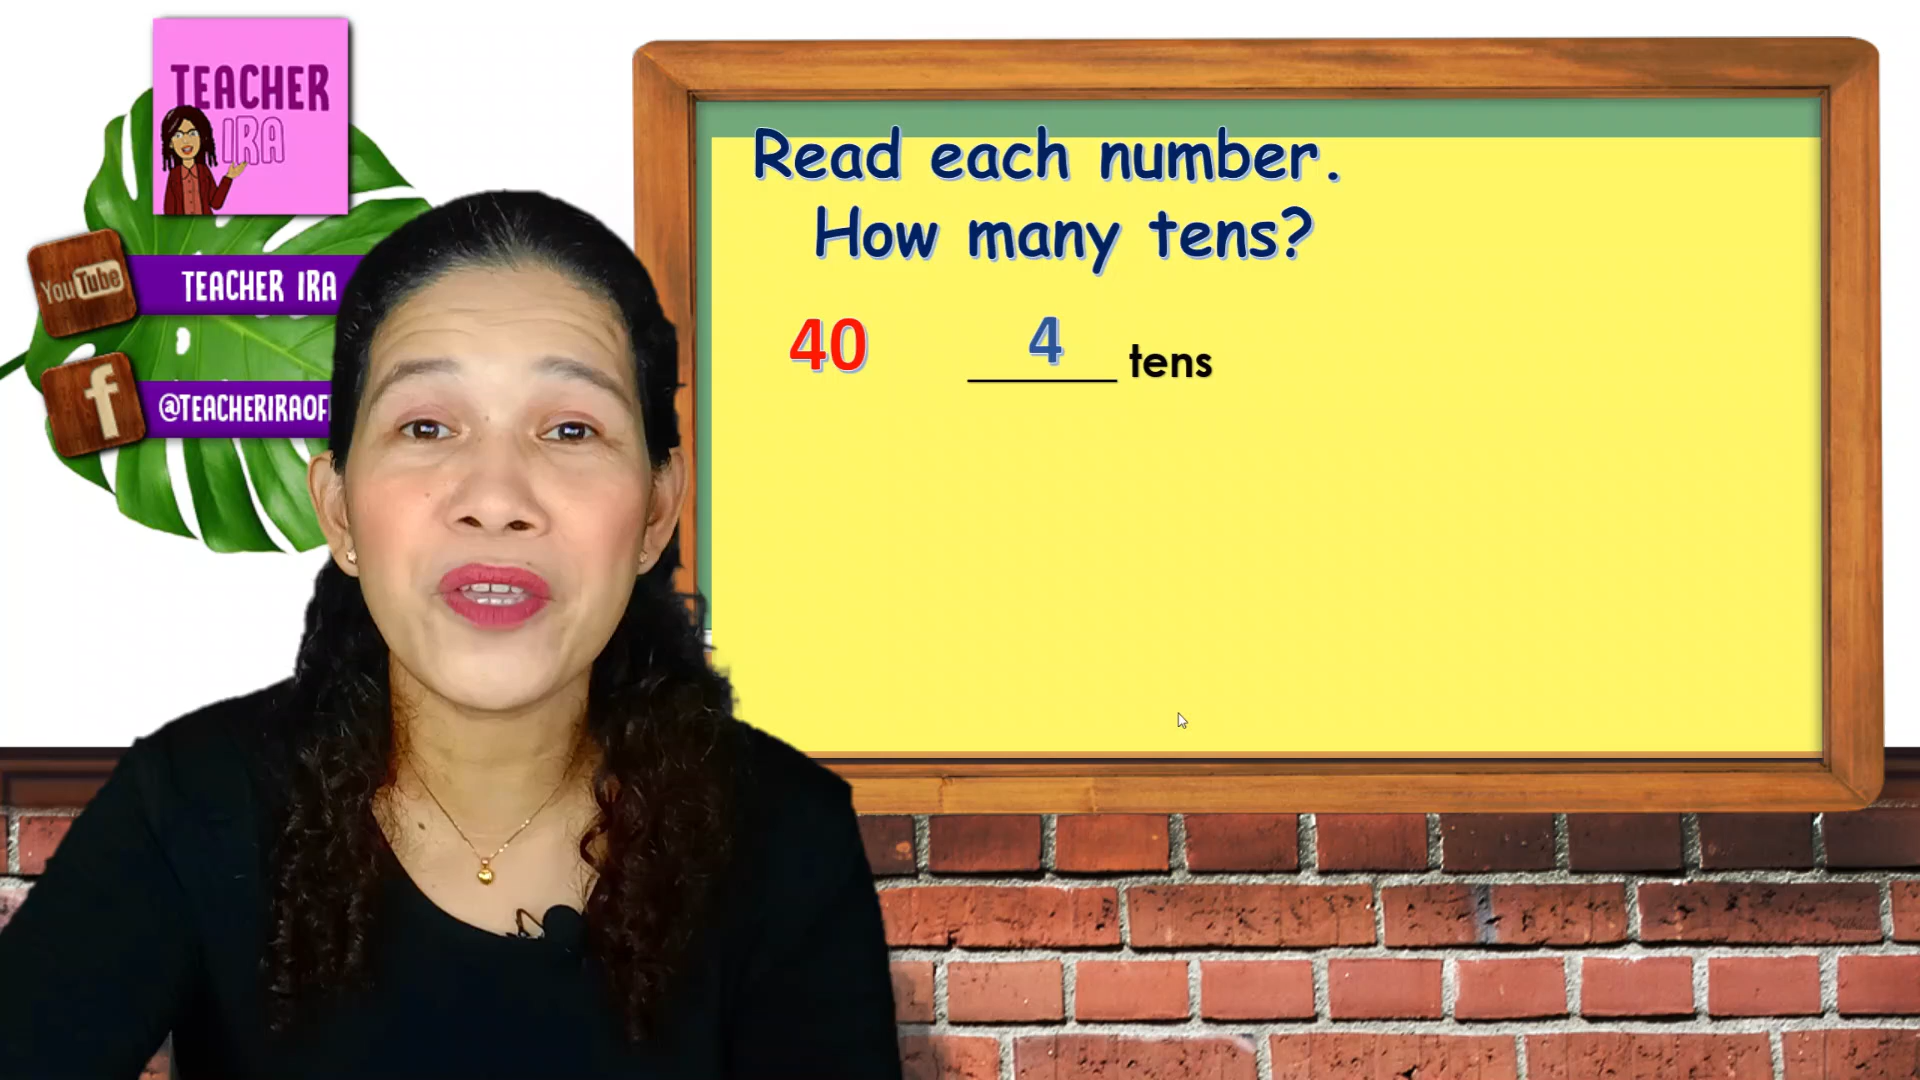 TEACHER
IRA
YouTube
TEACHER IRA
f
@TEACHERIRAOF
Read each number.
How many tens?
40 4 tens